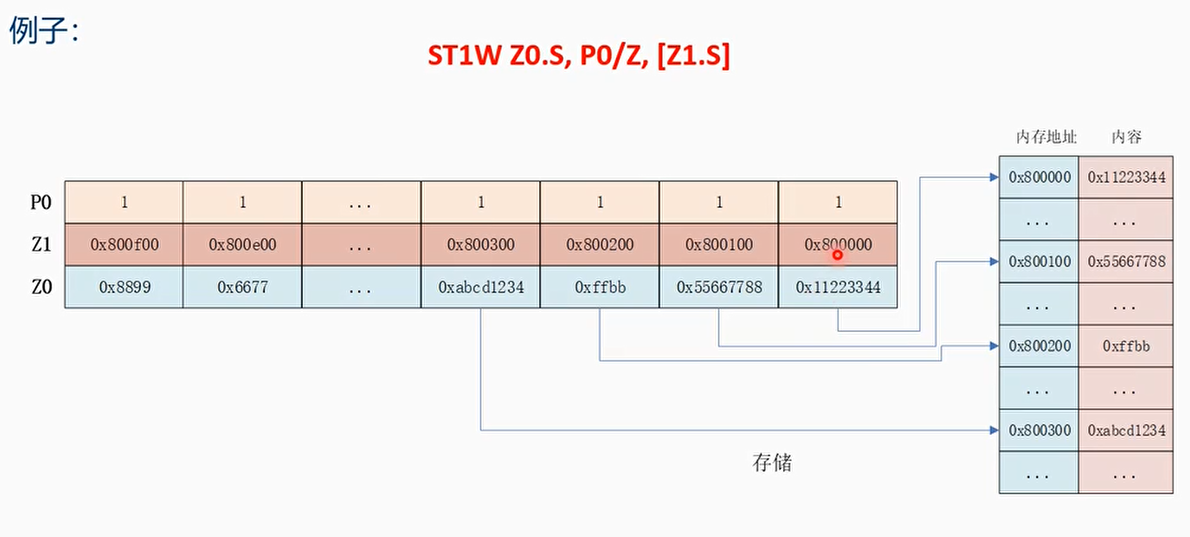 例子：
ST1W Z0.S, P0/Z, [Z1.S]
内存地址 内容
P0 1 1 ... 1 1 1 1
Z1 0x800f00 0x800e00 ... 0x800300 0x800200 0x800100 0x800000
Z0 0x8899 0x6677 ... 0xabcd1234 0xffbb 0x55667788 0x11223344
0x800000 0x11223344
... ...
0x800100 0x55667788
... ...
0x800200 0xffbb
... ...
0x800300 0xabcd1234
... ...
存储